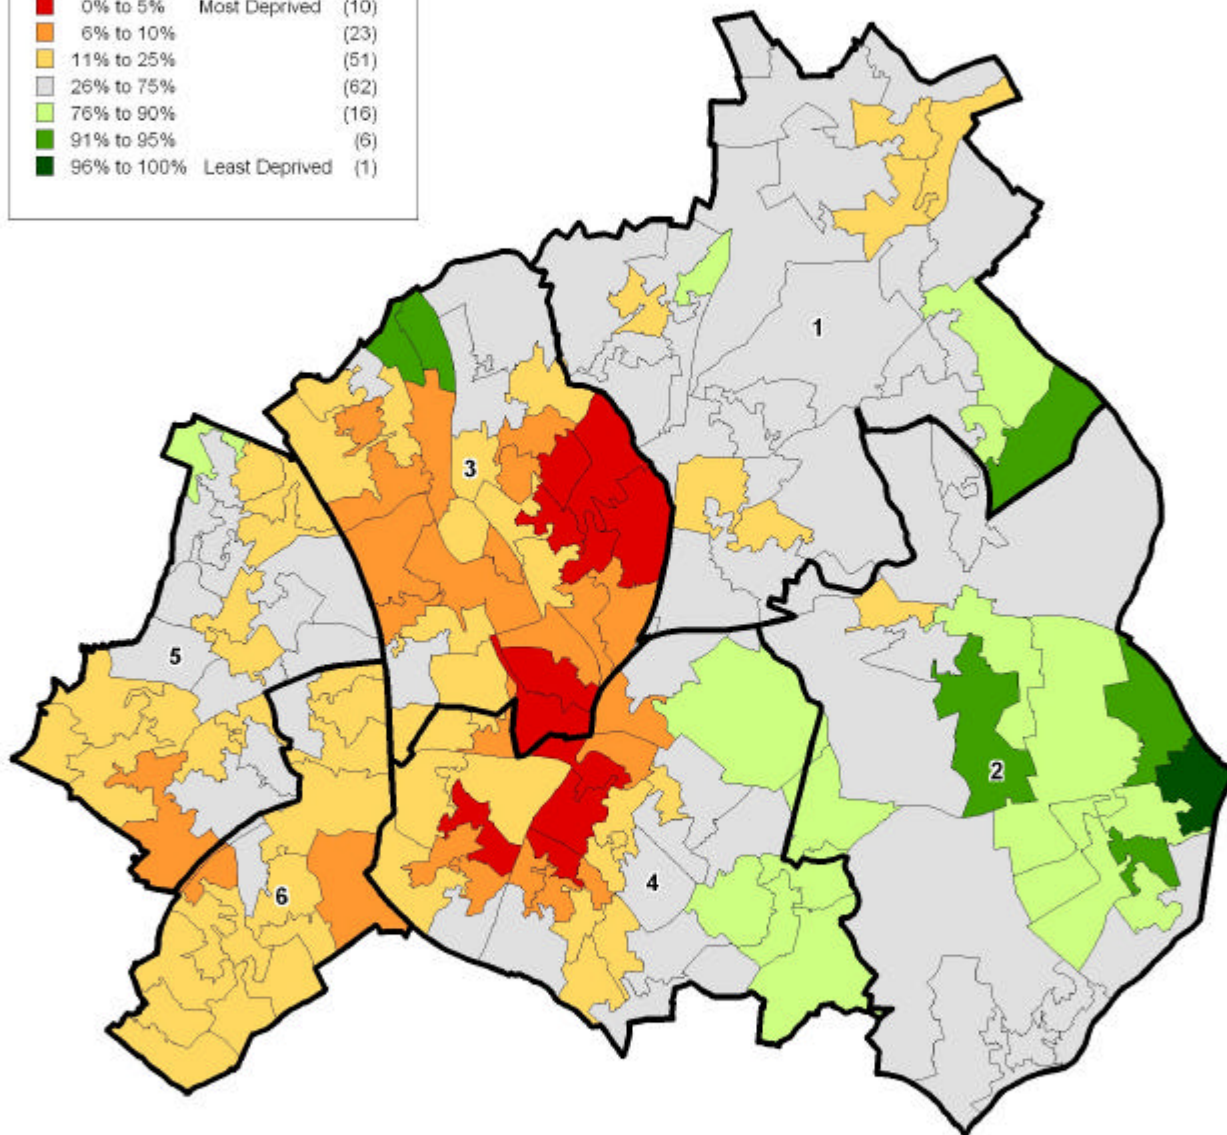 0% to 5% Most Deprived (10)
6% to 10% (23)
11% to 25% (51)
26% to 75% (62)
76% to 90% (16)
91% to 95% (6)
96% to 100% Least Deprived (1)
1
3
5
2
4
6